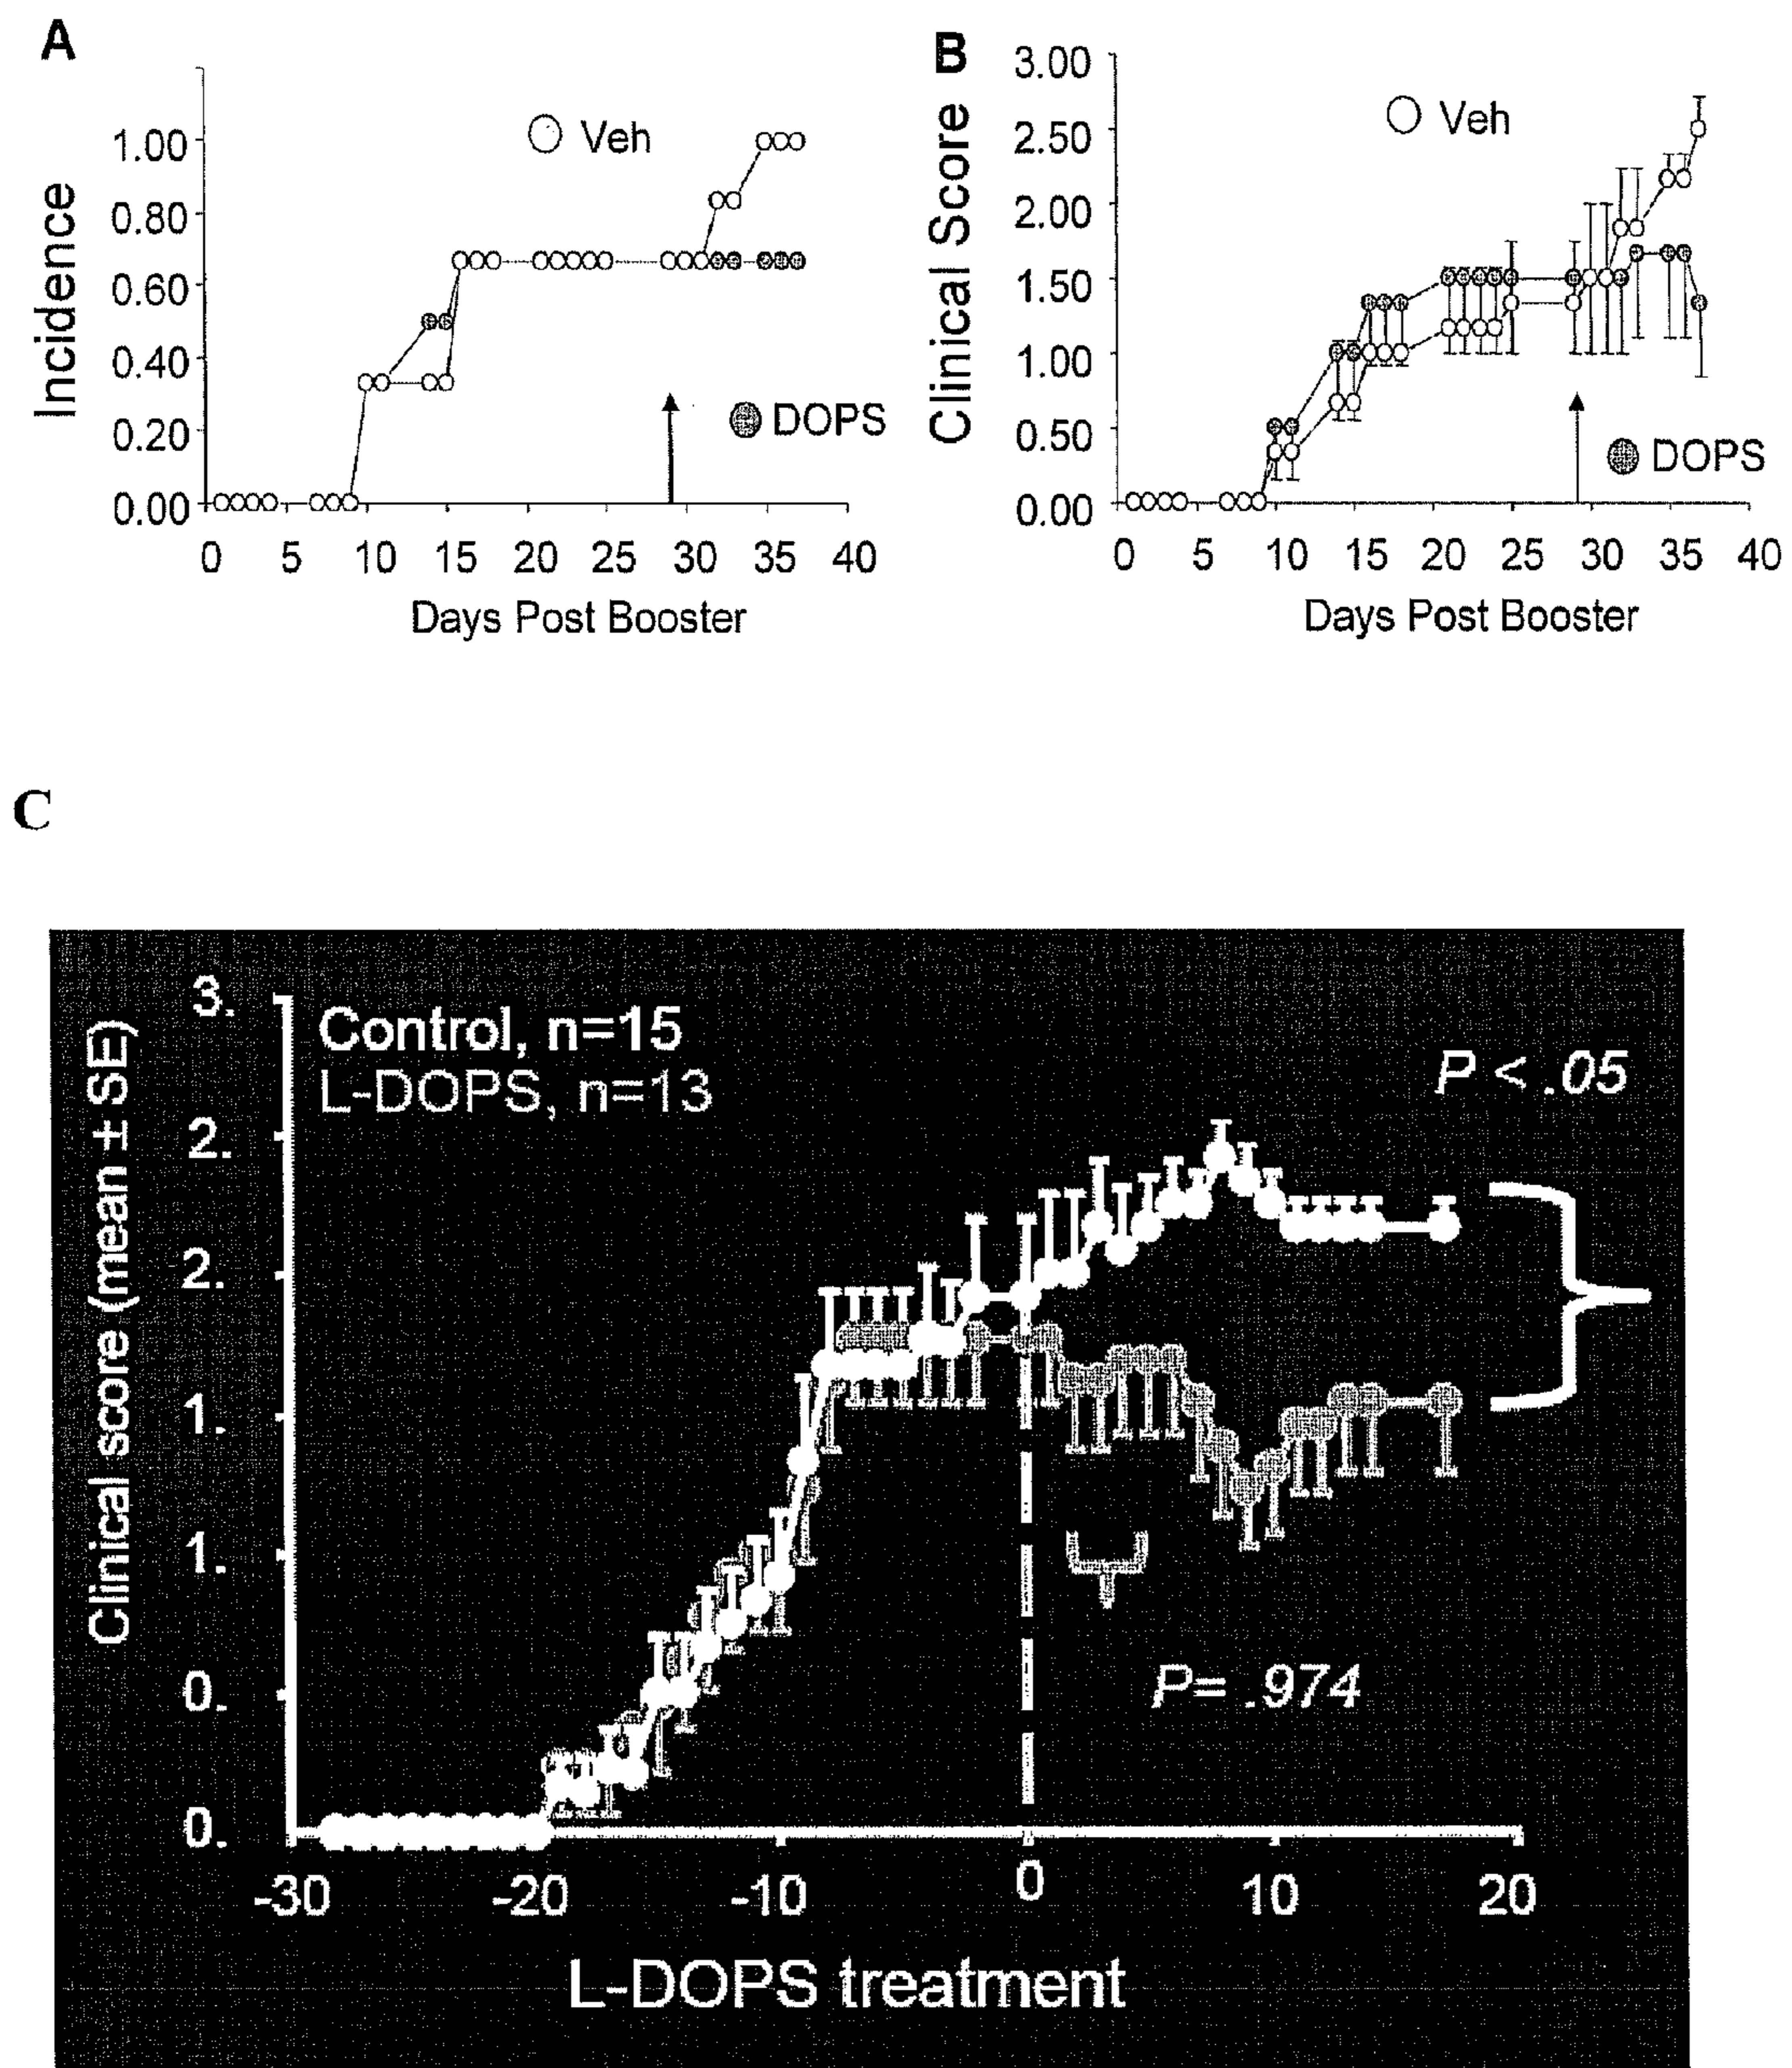 A
Incidence
1.00
0.80
0.60
0.40
0.20
0.00
Veh
DOPS
0 5 10 15 20 25 30 35 40
Days Post Booster
B
Clinical Score
3.00
2.50
2.00
1.50
1.00
0.50
0.00
Veh
DOPS
0 5 10 15 20 25 30 35 40
Days Post Booster
C
Clinical score (mean ± SE)
3.
2.
2.
1.
1.
0.
0.
Control, n=15
L-DOPS, n=13
P < .05
P= .974
-30 -20 -10 0 10 20
L-DOPS treatment